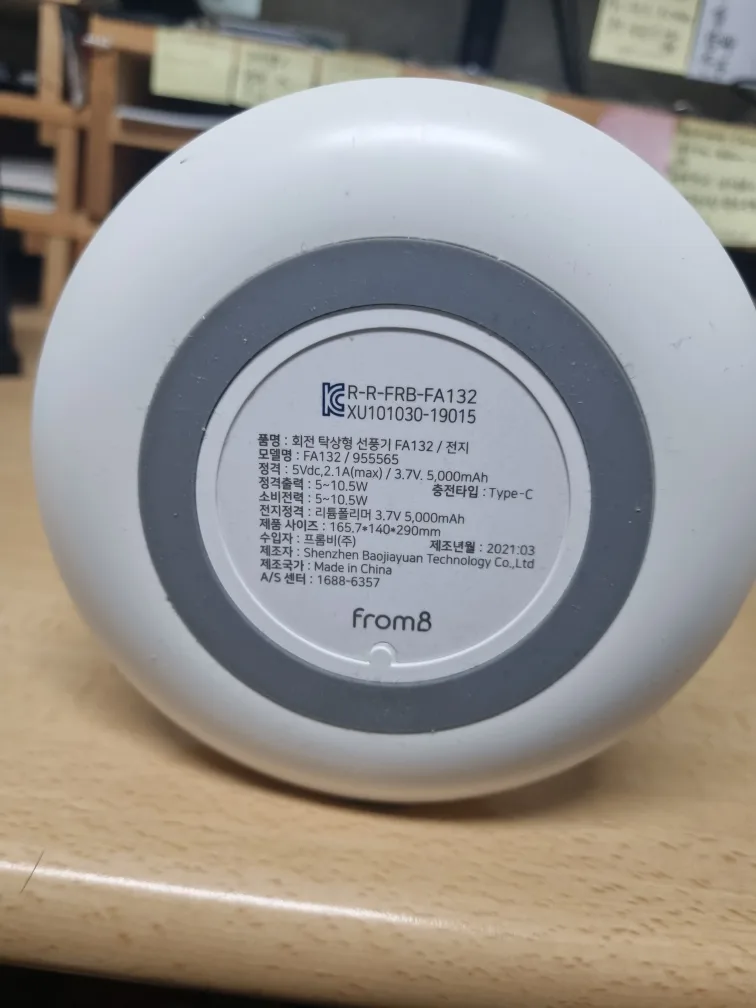 R-R-FRB-FA132
XU101030-19015
품명 : 회전 탁상형 선풍기 FA132 / 전지
모델명 : FA132 / 955565
정격 : 5Vdc,2.1A(max) / 3.7V. 5,000mAh
정격출력 : 5~10.5W 충전타입 : Type-C
소비전력 : 5~10.5W
전지정격 : 리튬폴리머 3.7V 5,000mAh
제품 사이즈 : 165.7*140*290mm
수입자 : 프롬비(주) 제조년월 : 2021:03
제조자 : Shenzhen Baojiayuan Technology Co.,Ltd
제조국가 : Made in China
A/S 센터 : 1688-6357
from8